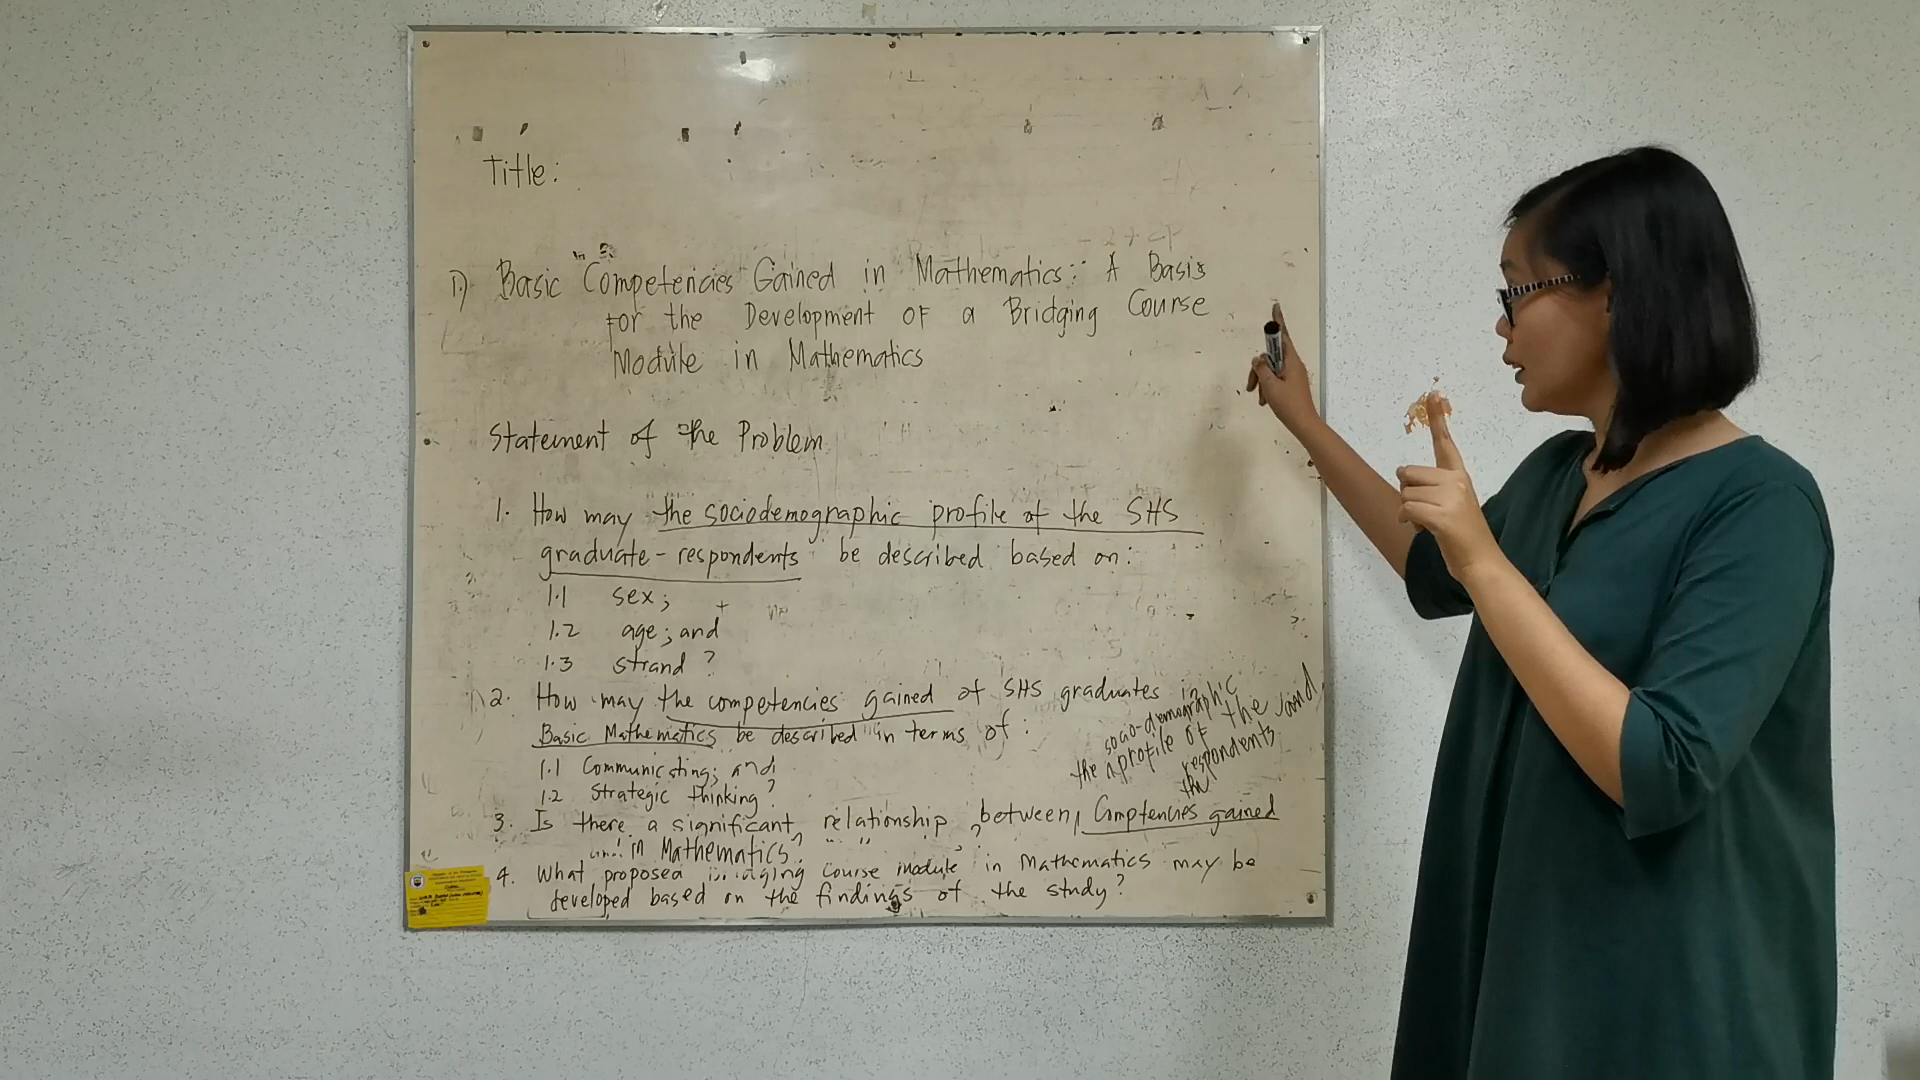 Title:
1.) Basic Competencies Gained in Mathematics: A Basis
for the Development of a Bridging Course
Module in Mathematics
Statement of the Problem
1. How may the sociodemographic profile of the SHS
graduate-respondents be described based on:
1.1 sex;
1.2 age; and
1.3 strand?
2. How may the competencies gained of SHS graduates in
Basic Mathematics be described in terms of:
1.1 Communicating; and
1.2 Strategic thinking?
socio-demographic
the profile of the
respondents and
the
3. Is there a significant relationship between Comptencies gained
in Mathematics?
4. What proposed bridging course module in Mathematics may be
developed based on the findings of the study?